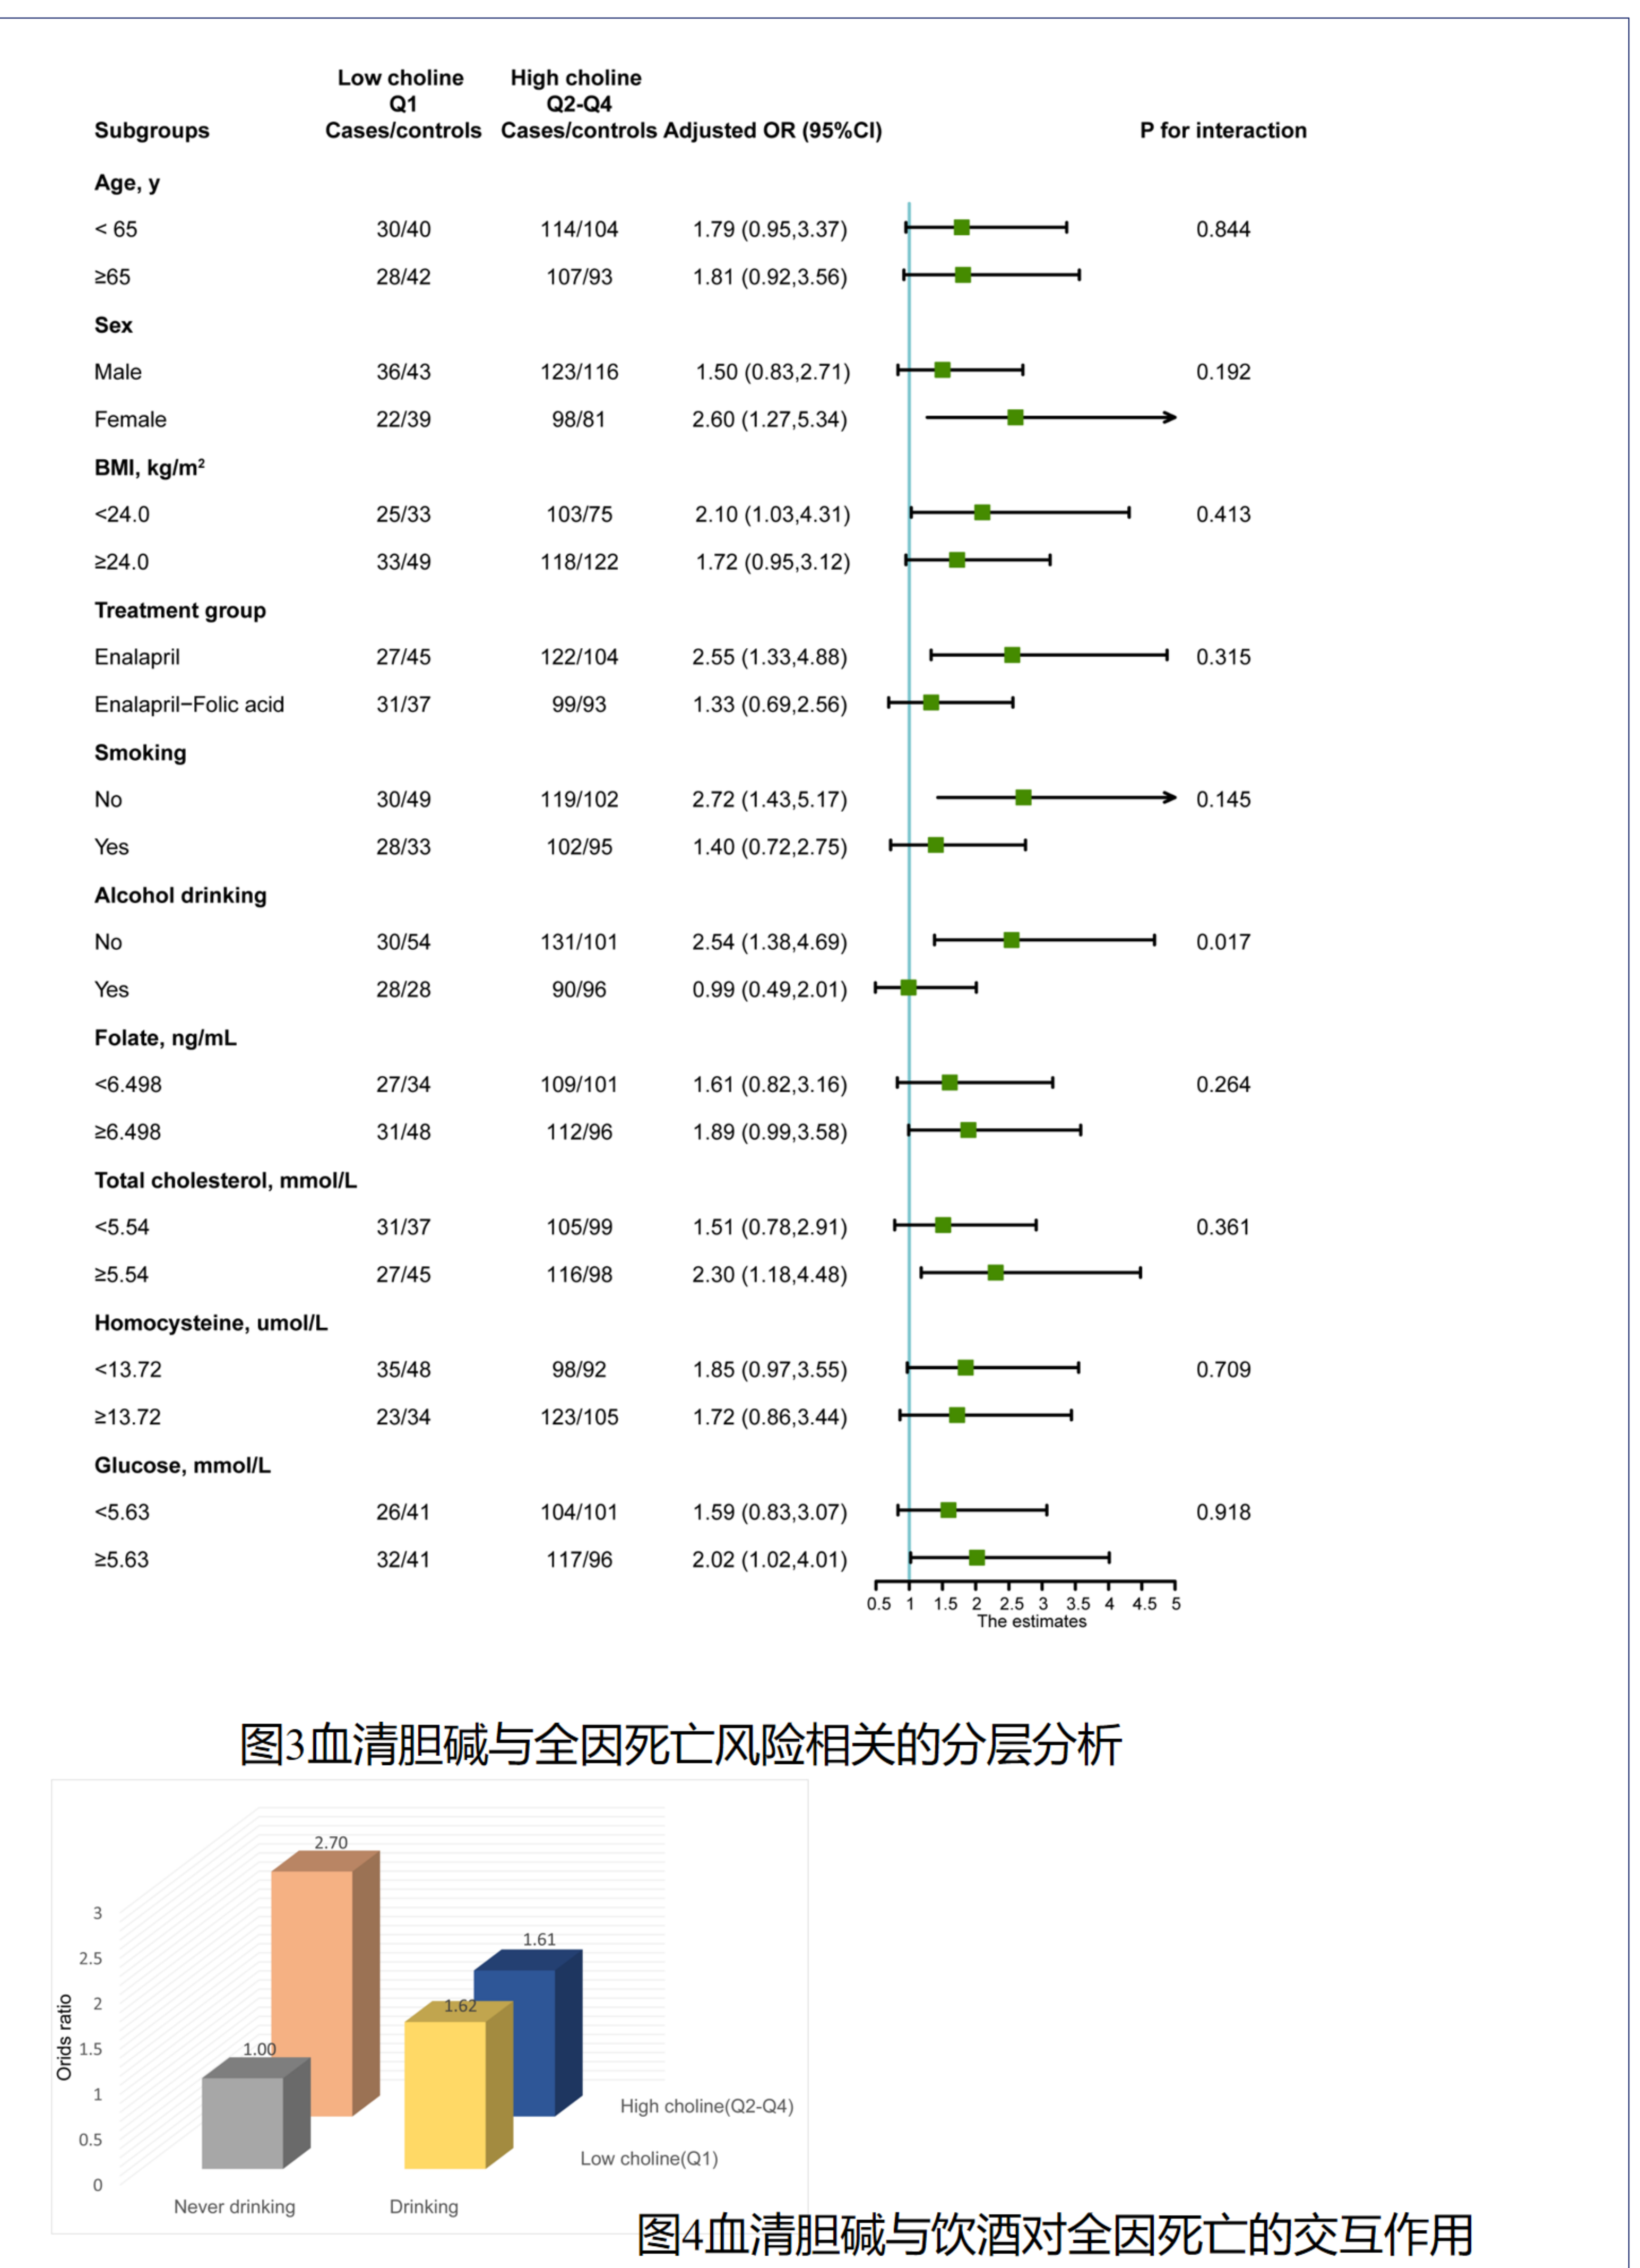 Low choline High choline
Q1 Q2-Q4
Subgroups Cases/controls Cases/controls Adjusted OR (95%CI) P for interaction
Age, y
< 65 30/40 114/104 1.79 (0.95,3.37) 0.844
≥65 28/42 107/93 1.81 (0.92,3.56)
Sex
Male 36/43 123/116 1.50 (0.83,2.71) 0.192
Female 22/39 98/81 2.60 (1.27,5.34)
BMI, kg/m²
<24.0 25/33 103/75 2.10 (1.03,4.31) 0.413
≥24.0 33/49 118/122 1.72 (0.95,3.12)
Treatment group
Enalapril 27/45 122/104 2.55 (1.33,4.88) 0.315
Enalapril−Folic acid 31/37 99/93 1.33 (0.69,2.56)
Smoking
No 30/49 119/102 2.72 (1.43,5.17) 0.145
Yes 28/33 102/95 1.40 (0.72,2.75)
Alcohol drinking
No 30/54 131/101 2.54 (1.38,4.69) 0.017
Yes 28/28 90/96 0.99 (0.49,2.01)
Folate, ng/mL
<6.498 27/34 109/101 1.61 (0.82,3.16) 0.264
≥6.498 31/48 112/96 1.89 (0.99,3.58)
Total cholesterol, mmol/L
<5.54 31/37 105/99 1.51 (0.78,2.91) 0.361
≥5.54 27/45 116/98 2.30 (1.18,4.48)
Homocysteine, umol/L
<13.72 35/48 98/92 1.85 (0.97,3.55) 0.709
≥13.72 23/34 123/105 1.72 (0.86,3.44)
Glucose, mmol/L
<5.63 26/41 104/101 1.59 (0.83,3.07) 0.918
≥5.63 32/41 117/96 2.02 (1.02,4.01)
0.5 1 1.5 2 2.5 3 3.5 4 4.5 5
The estimates
图3血清胆碱与全因死亡风险相关的分层分析
2.70
3
1.61
2.5
2
1.62
1.5
1.00
1
0.5
0
Orids ratio
High choline(Q2-Q4)
Low choline(Q1)
Never drinking Drinking
图4血清胆碱与饮酒对全因死亡的交互作用